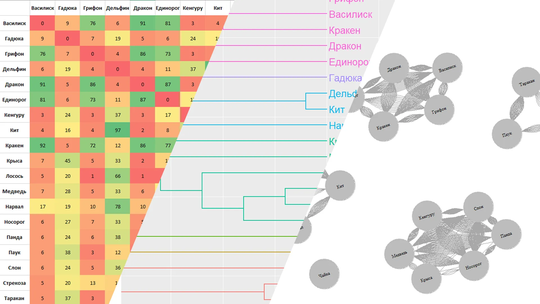 Василиск Гадюка Грифон Дельфин Дракон Единорог Кенгуру Кит
Василиск 0 9 76 6 91 81 3 4
Гадюка 9 0 7 19 5 6 24
Грифон 76 7 0 4 86 73 3
Дельфин 6 19 4 0 4 11 37
Дракон 91 5 86 4 0 87 3
Единорог 81 6 73 11 87 0
Кенгуру 3 24 3 37 3 17
Кит 4 16 4 97 2 8
Кракен 92 5 72 12 86 77
Крыса 7 45 5 33 2
Лосось 5 20 1 66 1
Медведь 7 28 5 33 6
Нарвал 17 19 10 78 10
Носорог 6 27 7 33
Панда 6 24 6 38
Паук 6 38 3 12
Слон 5 24 5 36
Стрекоза 5 20 13
Таракан 5 37 3
Василиск
Кракен
Дракон
Единоро
Гадюка
Дельф
Кит
Дракон
Василиск
Грифон
Кракен
Таракан
Паук
Кит
Чайка
Кенгуру
Слон
Панда
Носорог
Крыса
Медведь